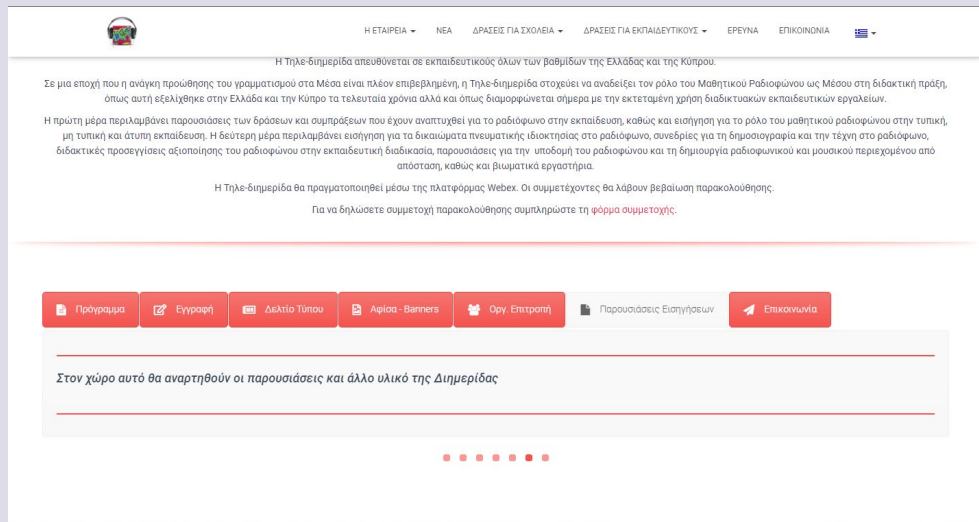 Η ΕΤΑΙΡΕΙΑ ΝΕΑ ΔΡΑΣΕΙΣ ΓΙΑ ΣΧΟΛΕΙΑ ΔΡΑΣΕΙΣ ΓΙΑ ΕΚΠΑΙΔΕΥΤΙΚΟΥΣ ΕΡΕΥΝΑ ΕΠΙΚΟΙΝΩΝΙΑ
Η Τηλε-διημερίδα απευθύνεται σε εκπαιδευτικούς όλων των βαθμίδων της Ελλάδας και της Κύπρου.
Σε μια εποχή που η ανάγκη προώθησης του γραμματισμού στα Μέσα είναι πλέον επιβεβλημένη, η Τηλε-διημερίδα στοχεύει να αναδείξει τον ρόλο του Μαθητικού Ραδιοφώνου ως Μέσου στη διδακτική πράξη,
όπως αυτή εξελίχθηκε στην Ελλάδα και την Κύπρο τα τελευταία χρόνια αλλά και όπως διαμορφώνεται σήμερα με την εκτεταμένη χρήση διαδικτυακών εκπαιδευτικών εργαλείων.
Η πρώτη μέρα περιλαμβάνει παρουσιάσεις των δράσεων και συμπράξεων που έχουν αναπτυχθεί για το ραδιόφωνο στην εκπαίδευση, καθώς και εισήγηση για το ρόλο του μαθητικού ραδιοφώνου στην τυπική,
μη τυπική και άτυπη εκπαίδευση. Η δεύτερη μέρα περιλαμβάνει εισήγηση για τα δικαιώματα πνευματικής ιδιοκτησίας στο ραδιόφωνο, συνεδρίες για τη δημοσιογραφία και την τέχνη στο ραδιόφωνο,
διδακτικές προσεγγίσεις αξιοποίησης του ραδιοφώνου στην εκπαιδευτική διαδικασία, παρουσιάσεις για την υποδομή του ραδιοφώνου και τη δημιουργία ραδιοφωνικού και μουσικού περιεχομένου από
απόσταση, καθώς και βιωματικά εργαστήρια.
Η Τηλε-διημερίδα θα πραγματοποιηθεί μέσω της πλατφόρμας Webex. Οι συμμετέχοντες θα λάβουν βεβαίωση παρακολούθησης.
Για να δηλώσετε συμμετοχή παρακολούθησης συμπληρώστε τη φόρμα συμμετοχής.
Πρόγραμμα Εγγραφή Δελτίο Τύπου Αφίσα - Banners Οργ. Επιτροπή Παρουσιάσεις Εισηγήσεων Επικοινωνία
Στον χώρο αυτό θα αναρτηθούν οι παρουσιάσεις και άλλο υλικό της Διημερίδας